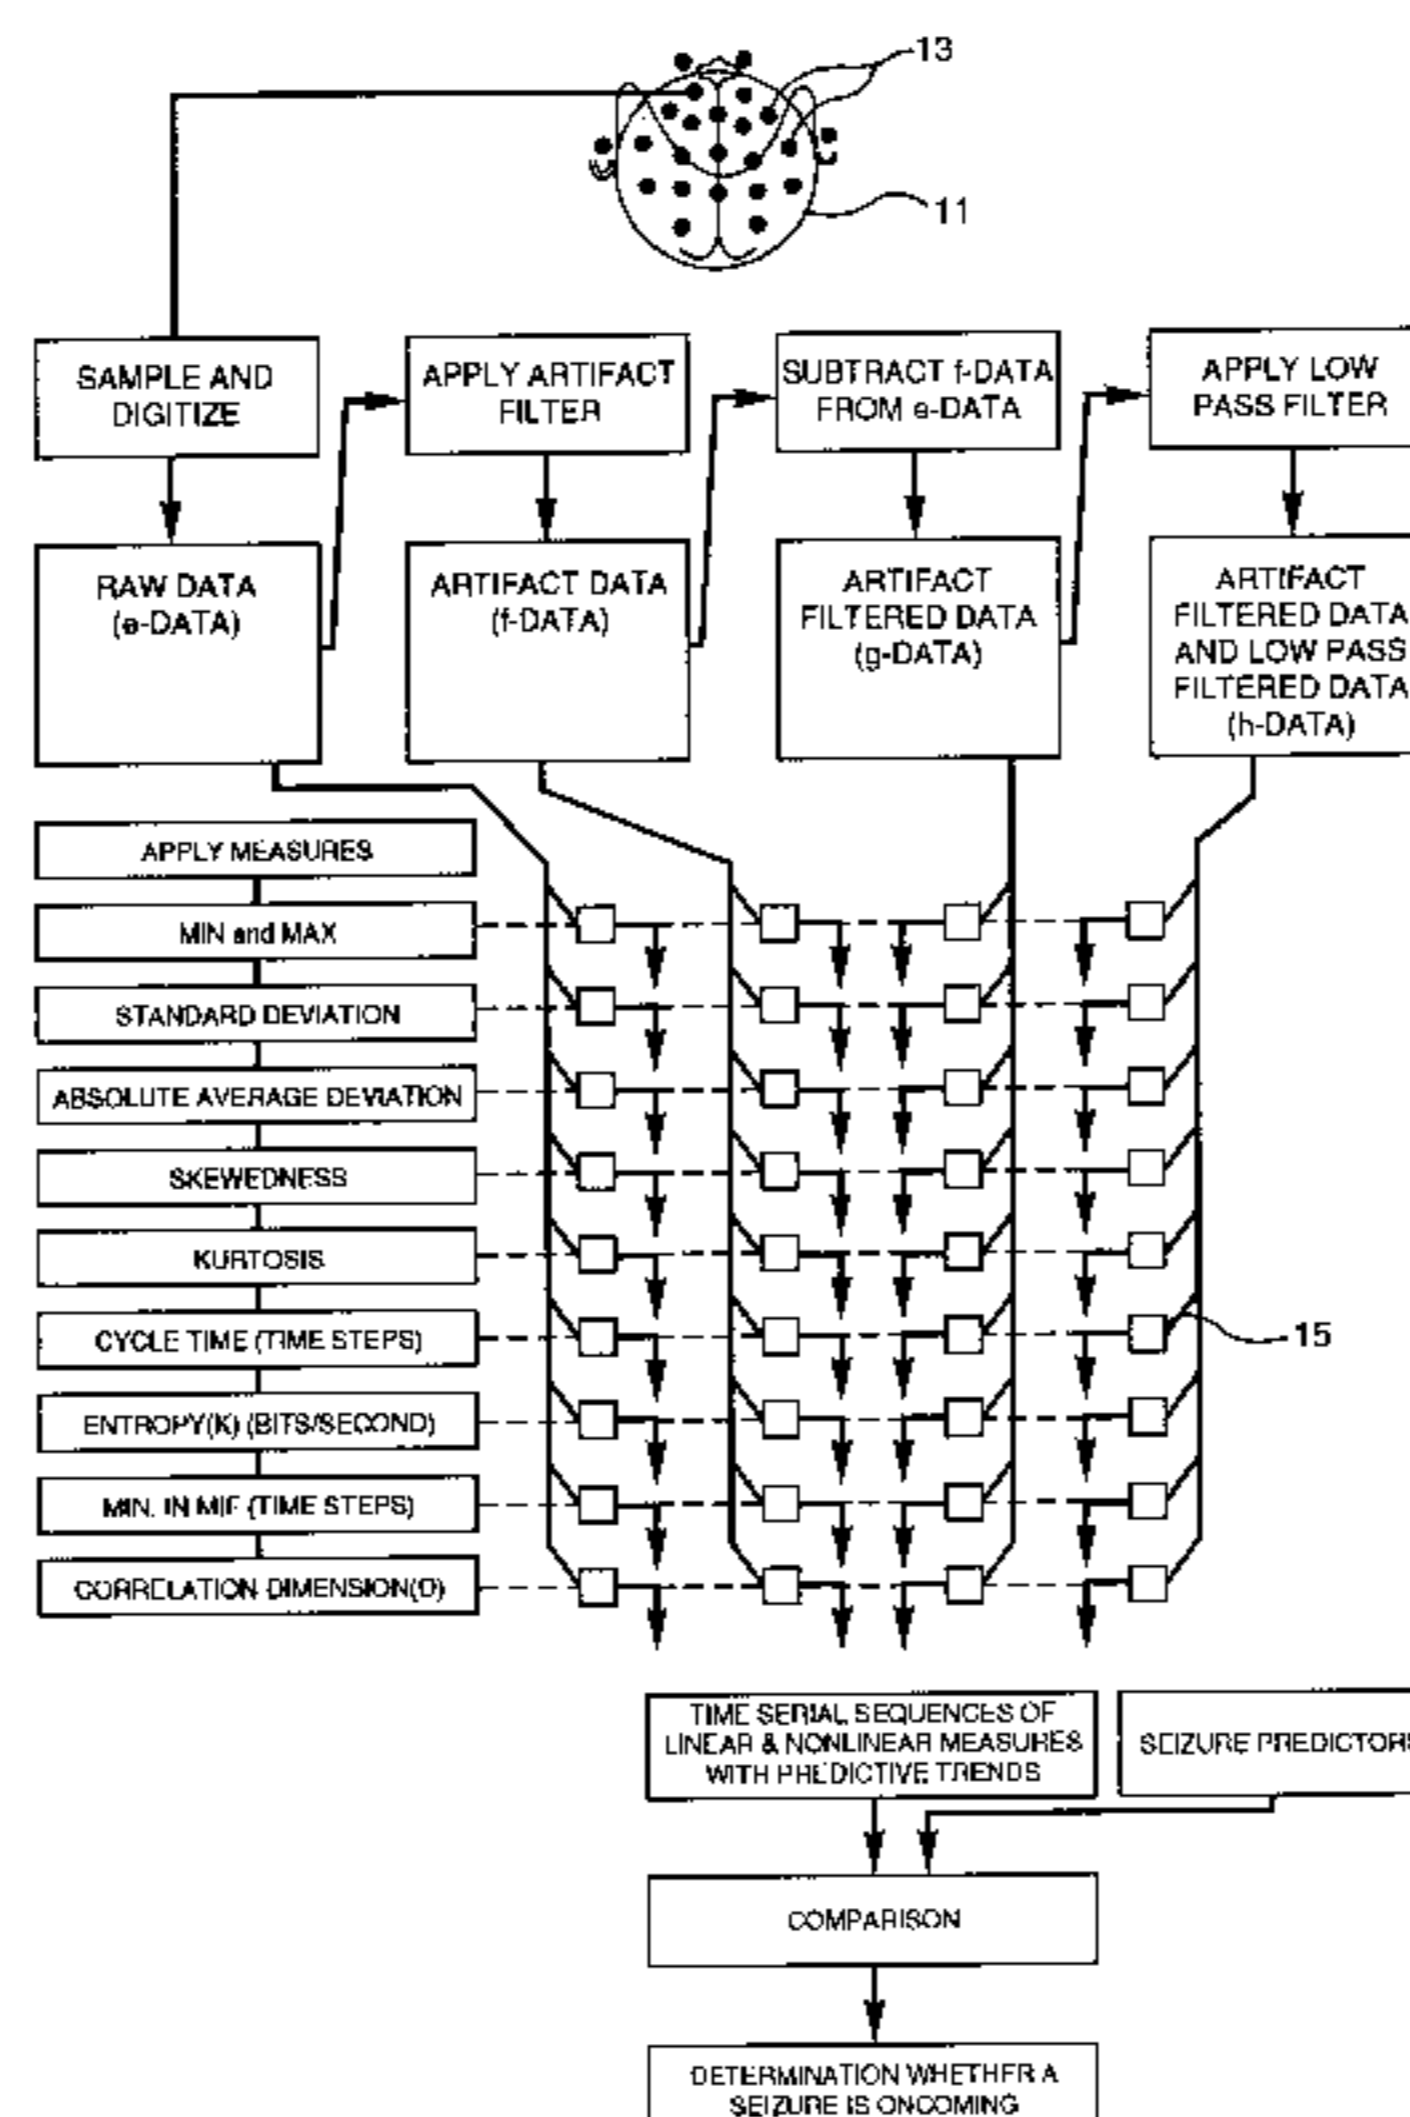 13
11
SAMPLE AND
DIGITIZE
APPLY ARTIFACT
FILTER
SUBTRACT f-DATA
FROM e-DATA
APPLY LOW
PASS FILTER
RAW DATA
(e-DATA)
ARTIFACT DATA
(f-DATA)
ARTIFACT
FILTERED DATA
(g-DATA)
ARTIFACT
FILTERED DATA
AND LOW PASS
FILTERED DATA
(h-DATA)
APPLY MEASURES
MIN and MAX
STANDARD DEVIATION
ABSOLUTE AVERAGE DEVIATION
SKEWEDNESS
KURTOSIS
CYCLE TIME (TIME STEPS)
15
ENTROPY(K) (BITS/SECOND)
MIN. IN MIF (TIME STEPS)
CORRELATION DIMENSION(D)
TIME SERIAL SEQUENCES OF
LINEAR & NONLINEAR MEASURES
WITH PREDICTIVE TRENDS
SEIZURE PREDICTORS
COMPARISON
DETERMINATION WHETHER A
SEIZURE IS ONCOMING